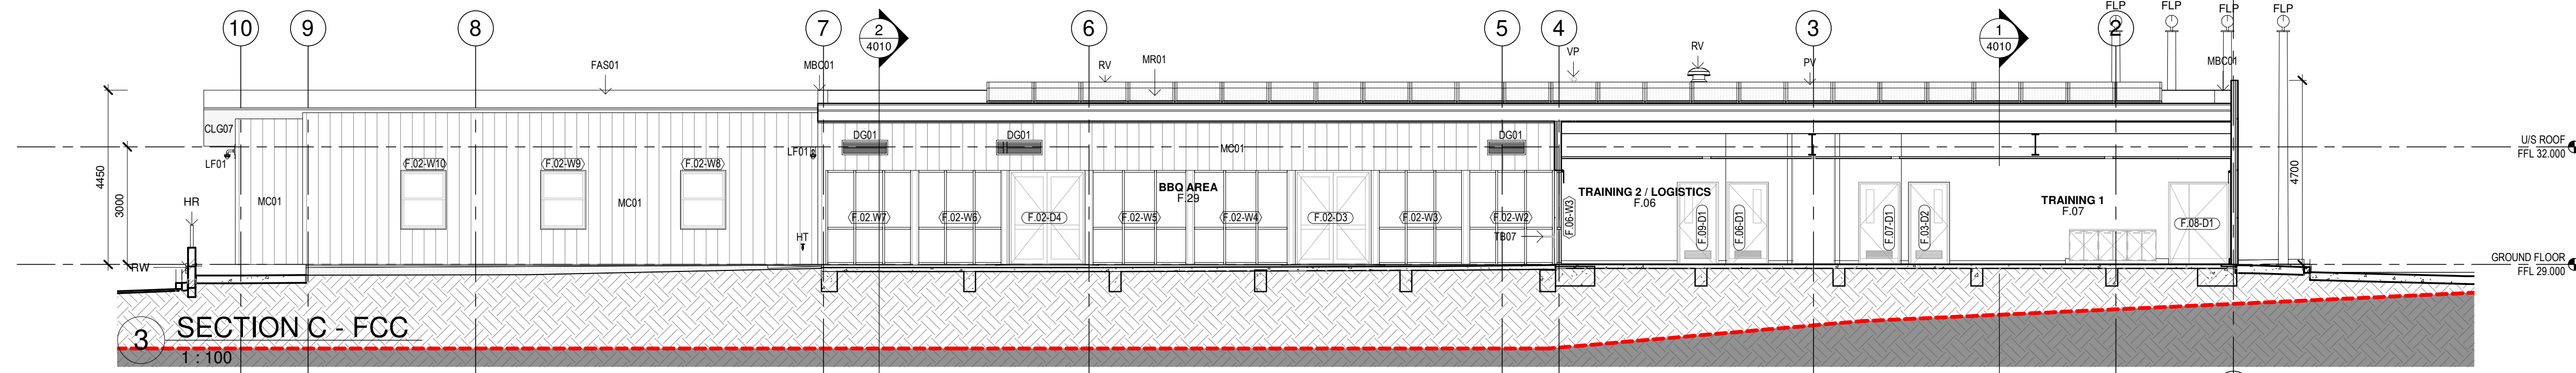 FLP
FLP
FLP
FLP
10
9
8
7
2
4010
6
5
4
3
1
4010
2
FAS01
MBC01
RV
MR01
VP
RV
PV
MBC01
CLG07
LF01
LF01
DG01
DG01
DG01
MC01
U/S ROOF
FFL 32.000
4450
3000
4700
F.02-W10
F.02-W9
F.02-W8
HR
MC01
MC01
BBQ AREA
F.29
TRAINING 2 / LOGISTICS
F.06
TRAINING 1
F.07
F.02.W7
F.02-W6
F.02-D4
F.02-W5
F.02-W4
F.02-D3
F.02-W3
F.02-W2
F.06-W3
F.09-D1
F.06-D1
F.07-D1
F.03-D2
F.08-D1
HT
TB07
RW
GROUND FLOOR
FFL 29.000
3
SECTION C - FCC
1 : 100